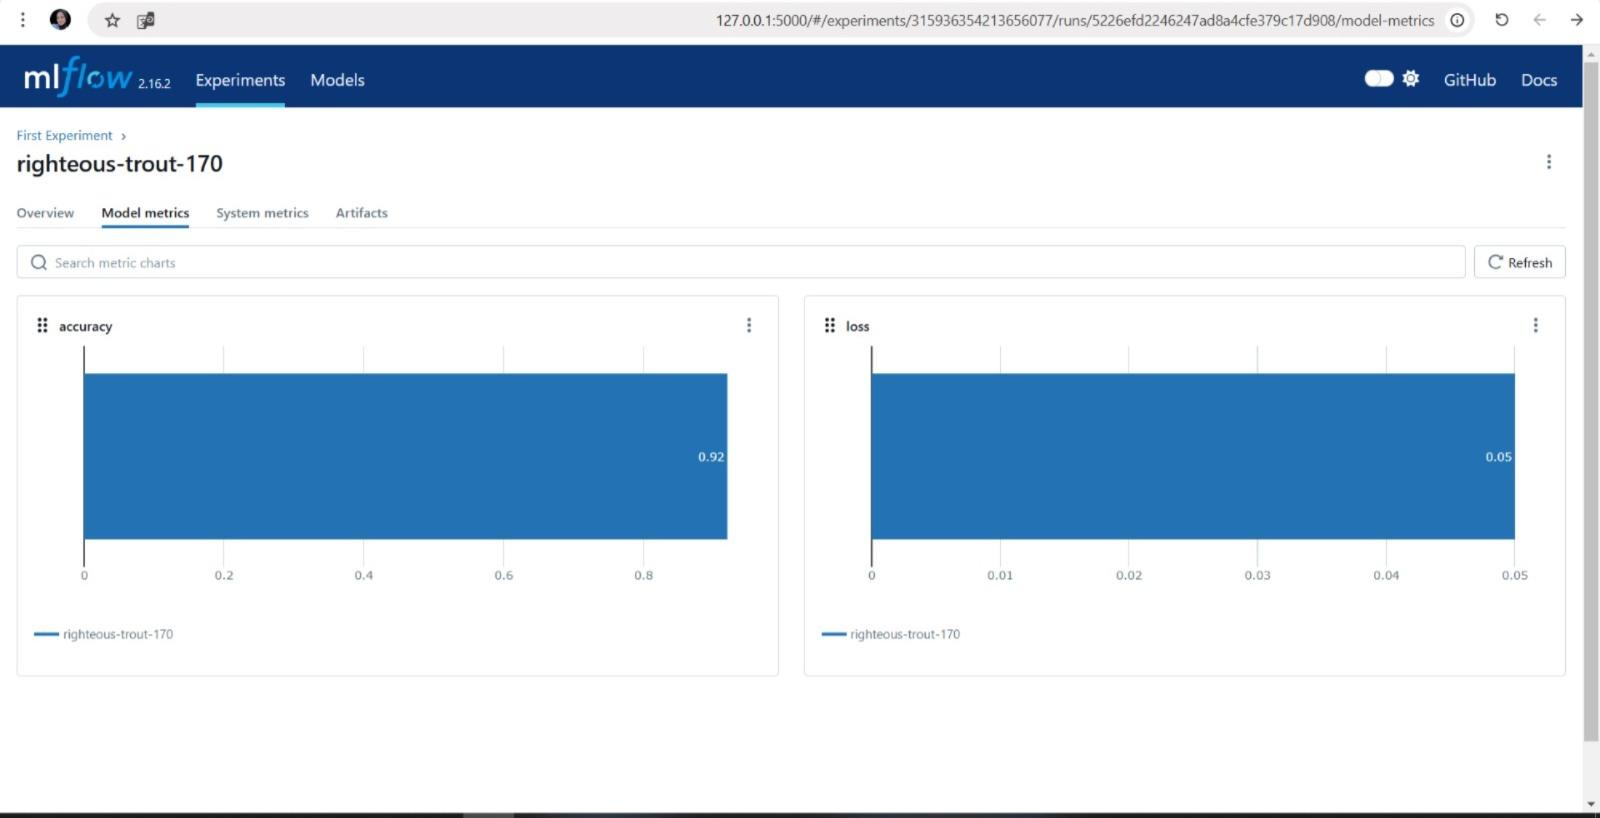 127.0.0.1:5000/#/experiments/315936354213656077/runs/5226efd2246247ad8a4cfe379c17d908/model-metrics
mlflow 2.16.2 Experiments Models GitHub Docs
First Experiment ›
righteous-trout-170
Overview Model metrics System metrics Artifacts
Search metric charts Refresh
accuracy
0.92
0 0.2 0.4 0.6 0.8
righteous-trout-170
loss
0.05
0 0.01 0.02 0.03 0.04 0.05
righteous-trout-170